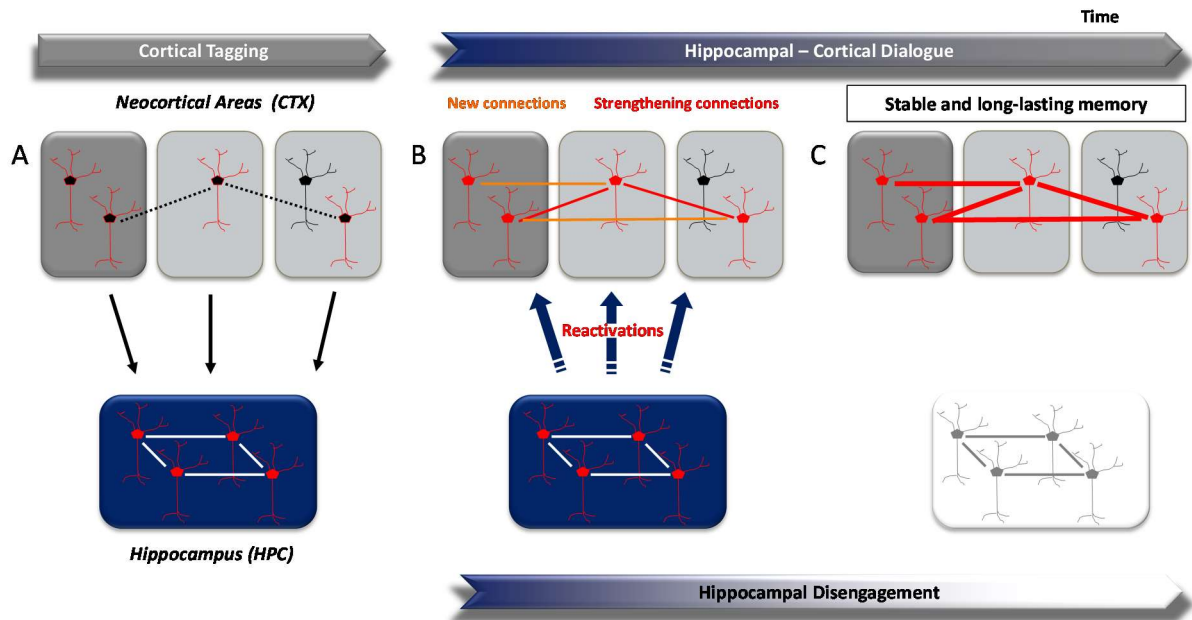 Time
Cortical Tagging
Hippocampal – Cortical Dialogue
Neocortical Areas (CTX)
New connections
Strengthening connections
Stable and long-lasting memory
A
B
C
Reactivations
Hippocampus (HPC)
Hippocampal Disengagement